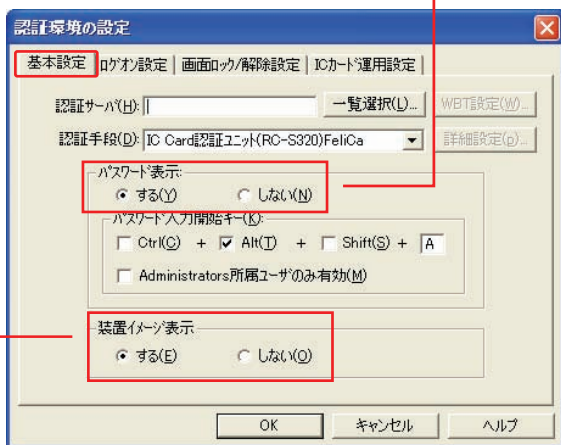 認証環境の設定
基本設定 ログオン設定 画面ロック/解除設定 ICカード運用設定
認証サーバ(H): 一覧選択(L)... WBT設定(W)...
認証手段(D): IC Card認証ユニット(RC-S320)FeliCa 詳細設定(p)...
パスワード表示:
する(Y) しない(N)
パスワード入力開始キー(K):
Ctrl(C) + Alt(T) + Shift(S) + A
Administrators所属ユーザのみ有効(M)
装置イメージ表示
する(E) しない(O)
OK キャンセル ヘルプ